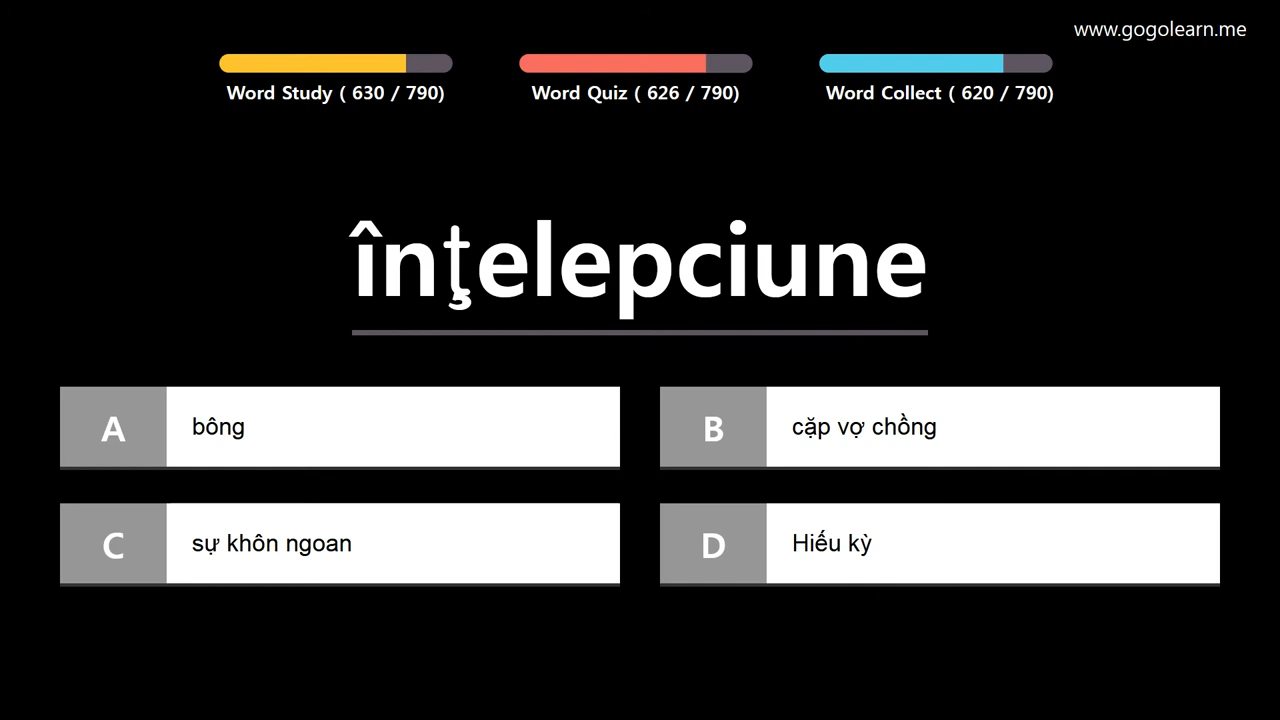 www.gogolearn.me
Word Study ( 630 / 790) Word Quiz ( 626 / 790) Word Collect ( 620 / 790)
înţelepciune
A bông
B cặp vợ chồng
C sự khôn ngoan
D Hiếu kỳ